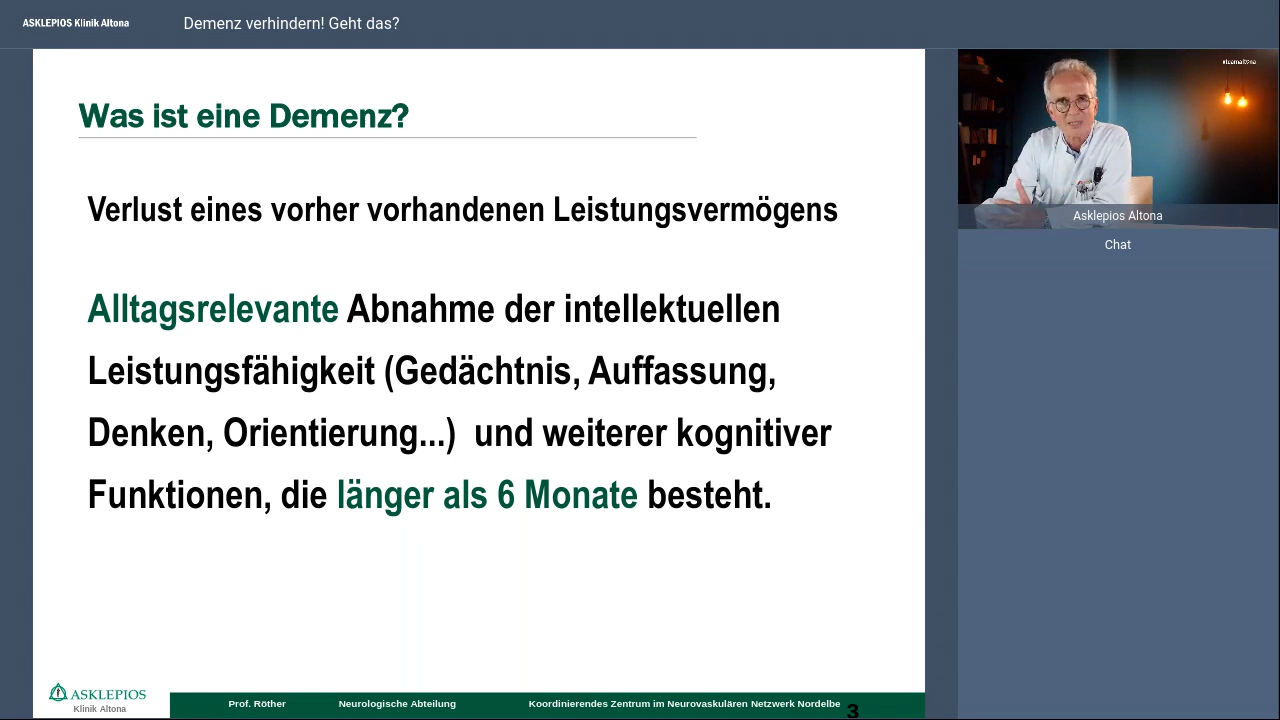 ASKLEPIOS Klinik Altona
Demenz verhindern! Geht das?
Was ist eine Demenz?
Verlust eines vorher vorhandenen Leistungsvermögens
Alltagsrelevante Abnahme der intellektuellen
Leistungsfähigkeit (Gedächtnis, Auffassung,
Denken, Orientierung...) und weiterer kognitiver
Funktionen, die länger als 6 Monate besteht.
ASKLEPIOS
Klinik Altona
Prof. Röther Neurologische Abteilung Koordinierendes Zentrum im Neurovaskulären Netzwerk Nordelbe 3
#teamaltona
Asklepios Altona
Chat